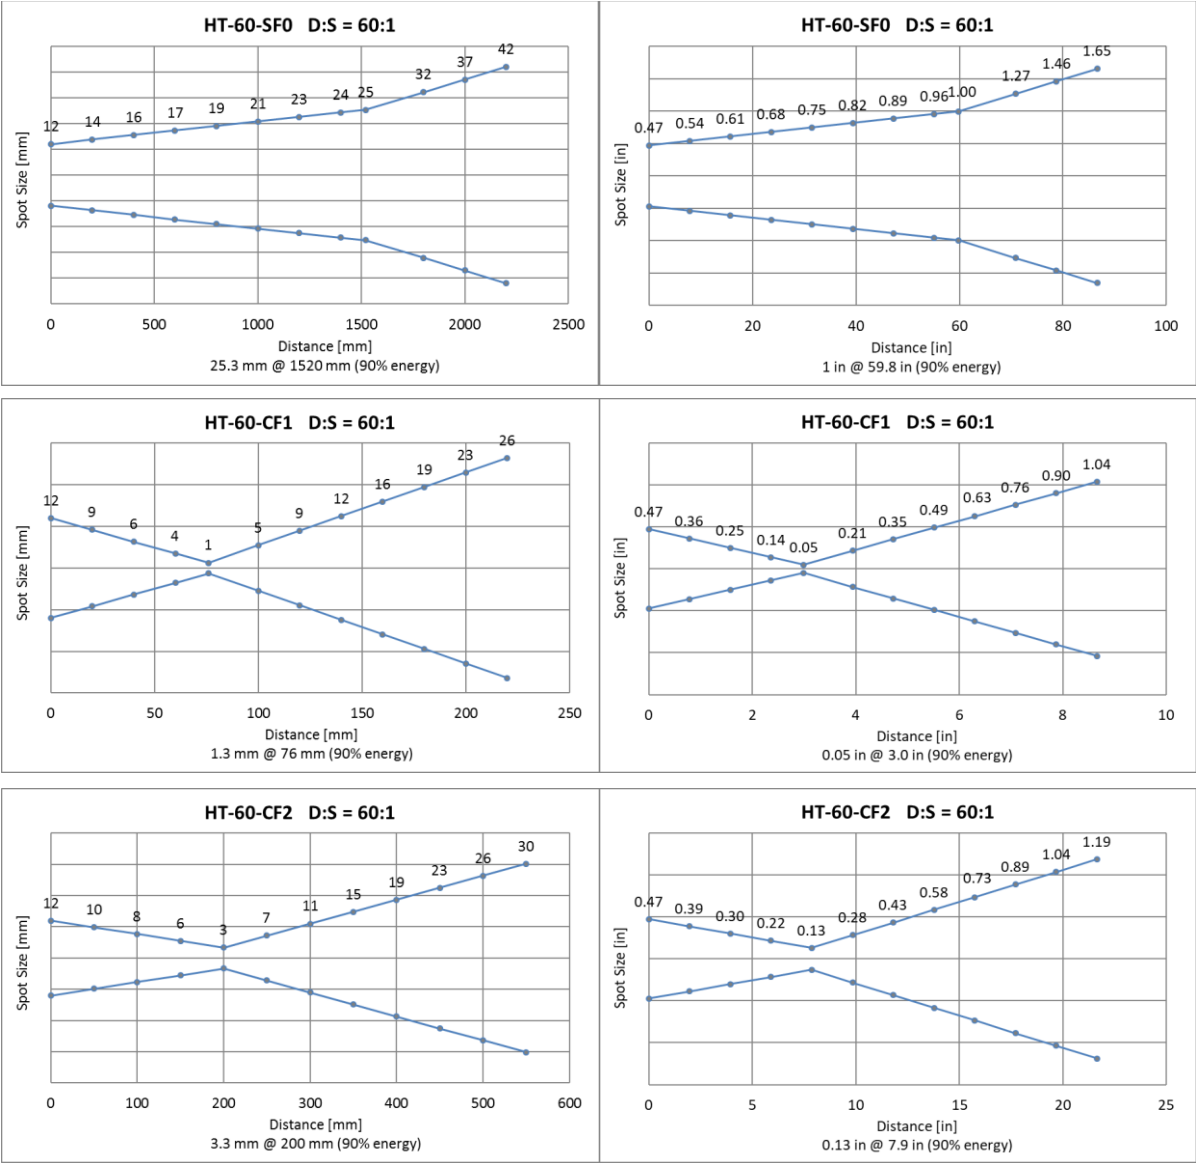 HT-60-SF0 D:S = 60:1
42
37
32
25
24
23
21
19
17
16
14
12
Spot Size [mm]
0 500 1000 1500 2000 2500
Distance [mm]
25.3 mm @ 1520 mm (90% energy)
HT-60-SF0 D:S = 60:1
1.65
1.46
1.27
1.00
0.96
0.89
0.82
0.75
0.68
0.61
0.54
0.47
Spot Size [in]
0 20 40 60 80 100
Distance [in]
1 in @ 59.8 in (90% energy)
HT-60-CF1 D:S = 60:1
12
9
6
4
1
5
9
12
16
19
23
26
Spot Size [mm]
0 50 100 150 200 250
Distance [mm]
1.3 mm @ 76 mm (90% energy)
HT-60-CF1 D:S = 60:1
0.47
0.36
0.25
0.14
0.05
0.21
0.35
0.49
0.63
0.76
0.90
1.04
Spot Size [in]
0 2 4 6 8 10
Distance [in]
0.05 in @ 3.0 in (90% energy)
HT-60-CF2 D:S = 60:1
12
10
8
6
3
7
11
15
19
23
26
30
Spot Size [mm]
0 100 200 300 400 500 600
Distance [mm]
3.3 mm @ 200 mm (90% energy)
HT-60-CF2 D:S = 60:1
0.47
0.39
0.30
0.22
0.13
0.28
0.43
0.58
0.73
0.89
1.04
1.19
Spot Size [in]
0 5 10 15 20 25
Distance [in]
0.13 in @ 7.9 in (90% energy)